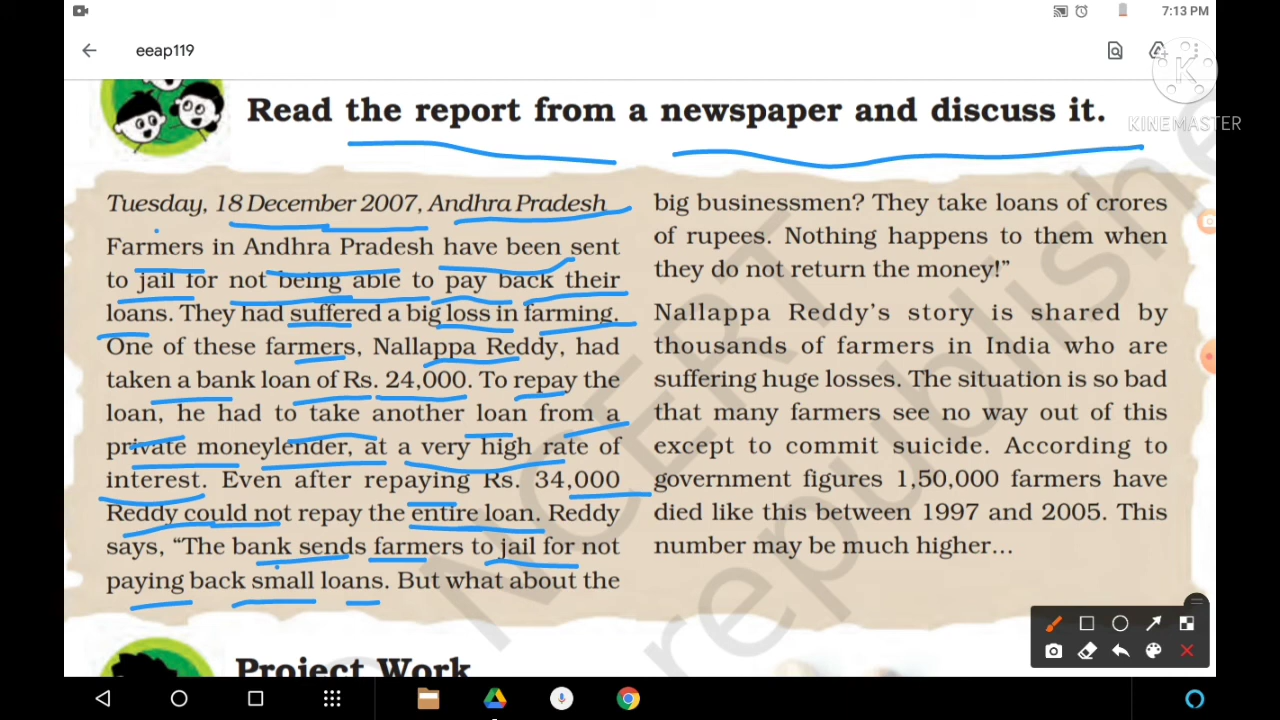 7:13 PM
eeap119
Read the report from a newspaper and discuss it.
KINEMASTER
Tuesday, 18 December 2007, Andhra Pradesh
Farmers in Andhra Pradesh have been sent
to jail for not being able to pay back their
loans. They had suffered a big loss in farming.
One of these farmers, Nallappa Reddy, had
taken a bank loan of Rs. 24,000. To repay the
loan, he had to take another loan from a
private moneylender, at a very high rate of
interest. Even after repaying Rs. 34,000
Reddy could not repay the entire loan. Reddy
says, “The bank sends farmers to jail for not
paying back small loans. But what about the
big businessmen? They take loans of crores
of rupees. Nothing happens to them when
they do not return the money!”
Nallappa Reddy’s story is shared by
thousands of farmers in India who are
suffering huge losses. The situation is so bad
that many farmers see no way out of this
except to commit suicide. According to
government figures 1,50,000 farmers have
died like this between 1997 and 2005. This
number may be much higher...
NCERT
republishe
Project Work